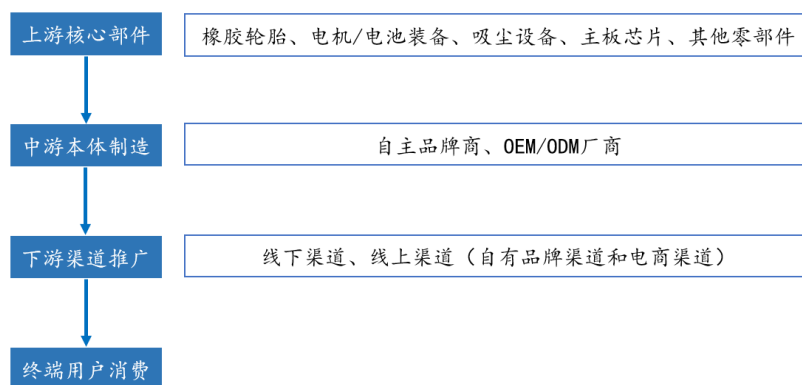 上游核心部件
橡胶轮胎、电机/电池装备、吸尘设备、主板芯片、其他零部件
中游本体制造
自主品牌商、OEM/ODM厂商
下游渠道推广
线下渠道、线上渠道（自有品牌渠道和电商渠道）
终端用户消费